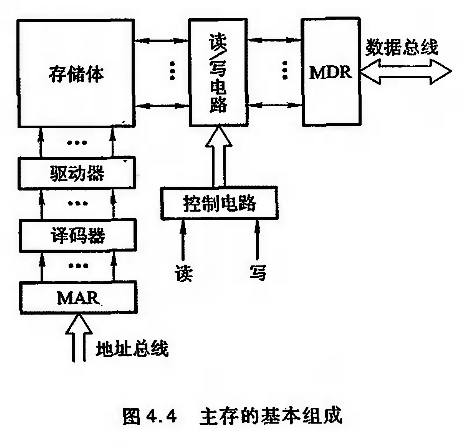 存储体
读/写电路
MDR
数据总线
驱动器
控制电路
译码器
读
写
MAR
地址总线
图4.4 主存的基本组成